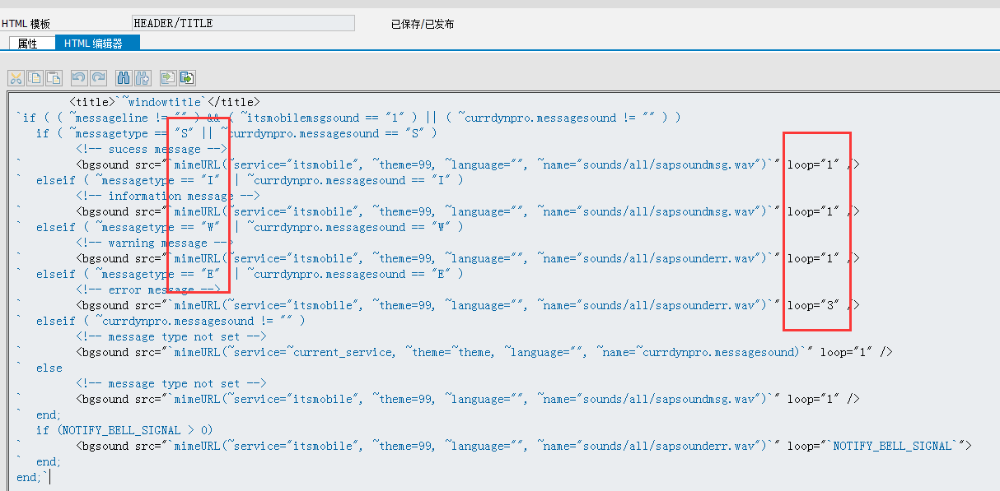 HTML 模板 HEADER/TITLE 已保存/已发布
属性 HTML 编辑器
<title>`~windowtitle`</title>
`if ( ( ~messageline != "" ) && ( ~itsmobilemsgsound == "1" ) || ( ~currdynpro.messagesound != "" ) )
if ( ~messagetype == "S" || ~currdynpro.messagesound == "S" )
<!-- sucess message -->
` <bgsound src="`mimeURL(~service="itsmobile", ~theme=99, ~language="", ~name="sounds/all/sapsoundmsg.wav")`" loop="1" />
` elseif ( ~messagetype == "I" || ~currdynpro.messagesound == "I" )
<!-- information message -->
` <bgsound src="`mimeURL(~service="itsmobile", ~theme=99, ~language="", ~name="sounds/all/sapsoundmsg.wav")`" loop="1" />
` elseif ( ~messagetype == "W" || ~currdynpro.messagesound == "W" )
<!-- warning message -->
` <bgsound src="`mimeURL(~service="itsmobile", ~theme=99, ~language="", ~name="sounds/all/sapsounderr.wav")`" loop="1" />
` elseif ( ~messagetype == "E" || ~currdynpro.messagesound == "E" )
<!-- error message -->
` <bgsound src="`mimeURL(~service="itsmobile", ~theme=99, ~language="", ~name="sounds/all/sapsounderr.wav")`" loop="3" />
` elseif ( ~currdynpro.messagesound != "" )
<!-- message type not set -->
` <bgsound src="`mimeURL(~service=~current_service, ~theme=~theme, ~language="", ~name=~currdynpro.messagesound)`" loop="1" />
` else
<!-- message type not set -->
` <bgsound src="`mimeURL(~service="itsmobile", ~theme=99, ~language="", ~name="sounds/all/sapsoundmsg.wav")`" loop="1" />
` end;
if (NOTIFY_BELL_SIGNAL > 0)
` <bgsound src="`mimeURL(~service="itsmobile", ~theme=99, ~language="", ~name="sounds/all/sapsounderr.wav")`" loop="`NOTIFY_BELL_SIGNAL`">
` end;
end;`